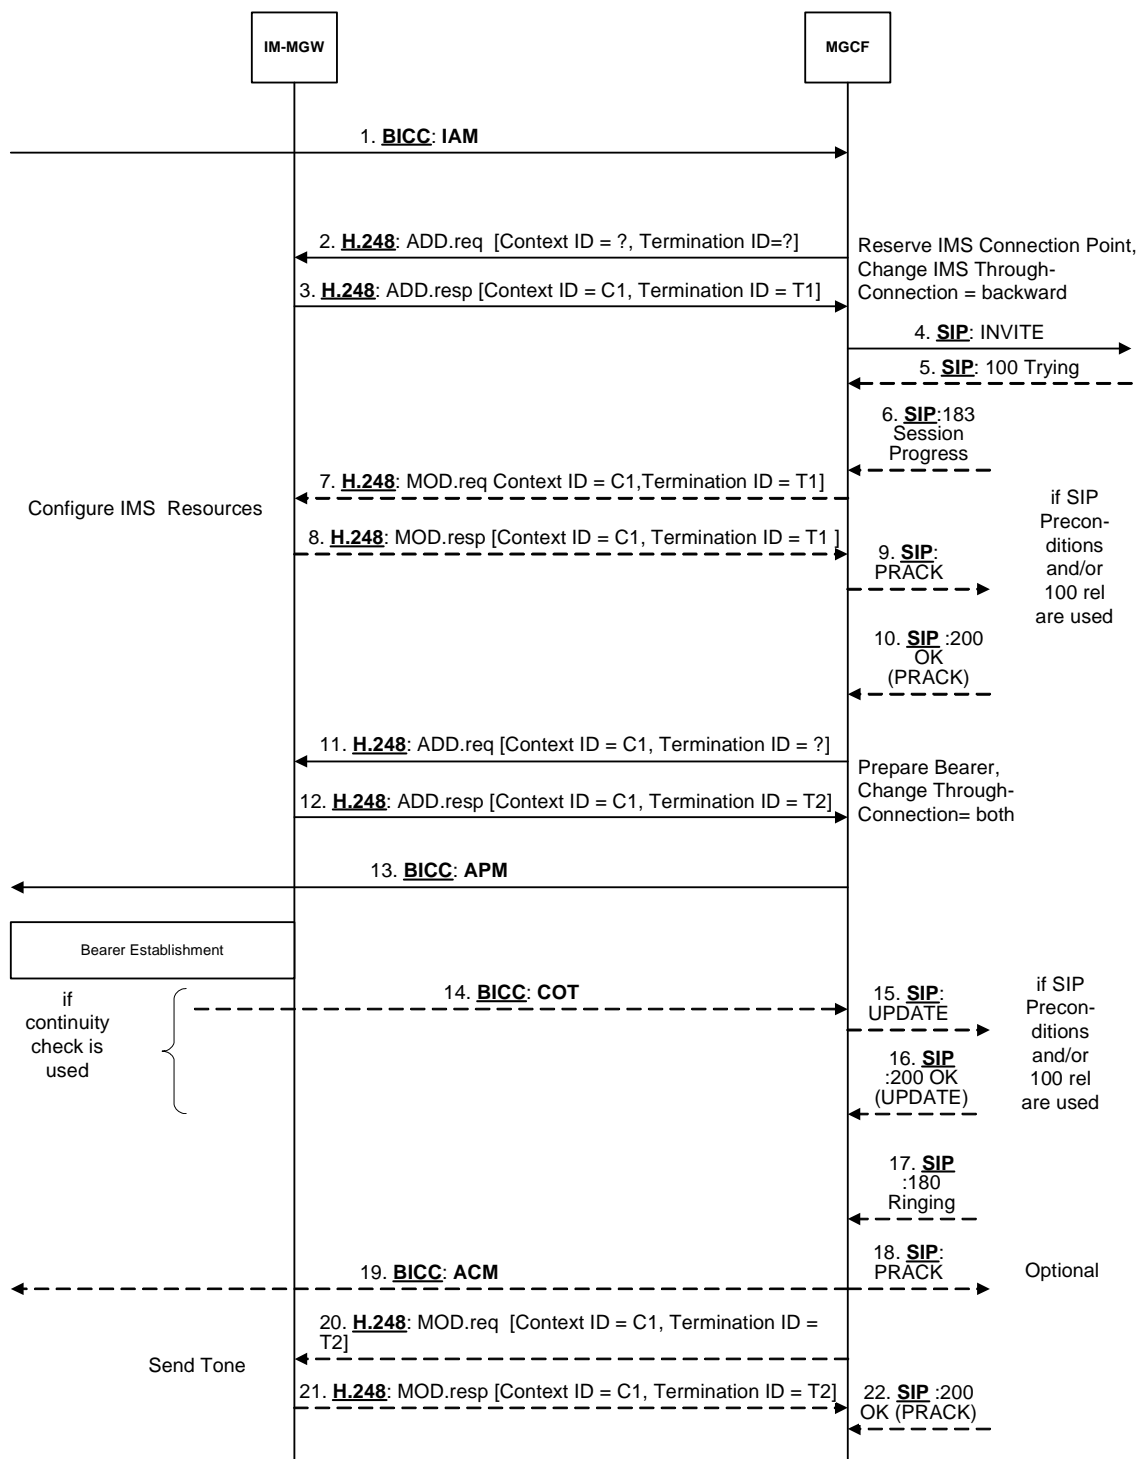 IM-MGW
MGCF
1. BICC: IAM
2. H.248: ADD.req [Context ID = ?, Termination ID=?]
Reserve IMS Connection Point,
Change IMS Through-
Connection = backward
3. H.248: ADD.resp [Context ID = C1, Termination ID = T1]
4. SIP: INVITE
5. SIP: 100 Trying
6. SIP:183
Session
Progress
7. H.248: MOD.req Context ID = C1,Termination ID = T1]
Configure IMS Resources
8. H.248: MOD.resp [Context ID = C1, Termination ID = T1 ]
9. SIP:
PRACK
if SIP
Precon-
ditions
and/or
100 rel
are used
10. SIP :200
OK
(PRACK)
11. H.248: ADD.req [Context ID = C1, Termination ID = ?]
Prepare Bearer,
Change Through-
Connection= both
12. H.248: ADD.resp [Context ID = C1, Termination ID = T2]
13. BICC: APM
Bearer Establishment
if
continuity
check is
used
14. BICC: COT
15. SIP:
UPDATE
if SIP
Precon-
ditions
and/or
100 rel
are used
16. SIP
:200 OK
(UPDATE)
17. SIP
:180
Ringing
18. SIP:
PRACK
Optional
19. BICC: ACM
20. H.248: MOD.req [Context ID = C1, Termination ID =
T2]
Send Tone
21. H.248: MOD.resp [Context ID = C1, Termination ID = T2]
22. SIP :200
OK (PRACK)